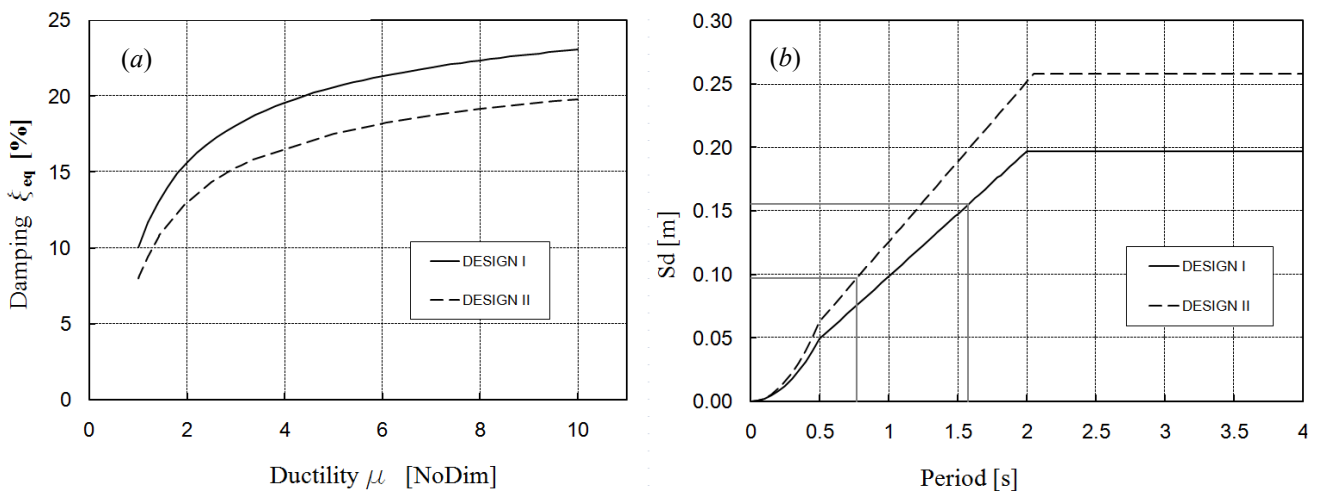 (a)
25
20
15
10
5
0
0 2 4 6 8 10
Damping ξeq [%]
Ductility μ [NoDim]
DESIGN I
DESIGN II
(b)
0.30
0.25
0.20
0.15
0.10
0.05
0.00
0 0.5 1 1.5 2 2.5 3 3.5 4
Sd [m]
Period [s]
DESIGN I
DESIGN II